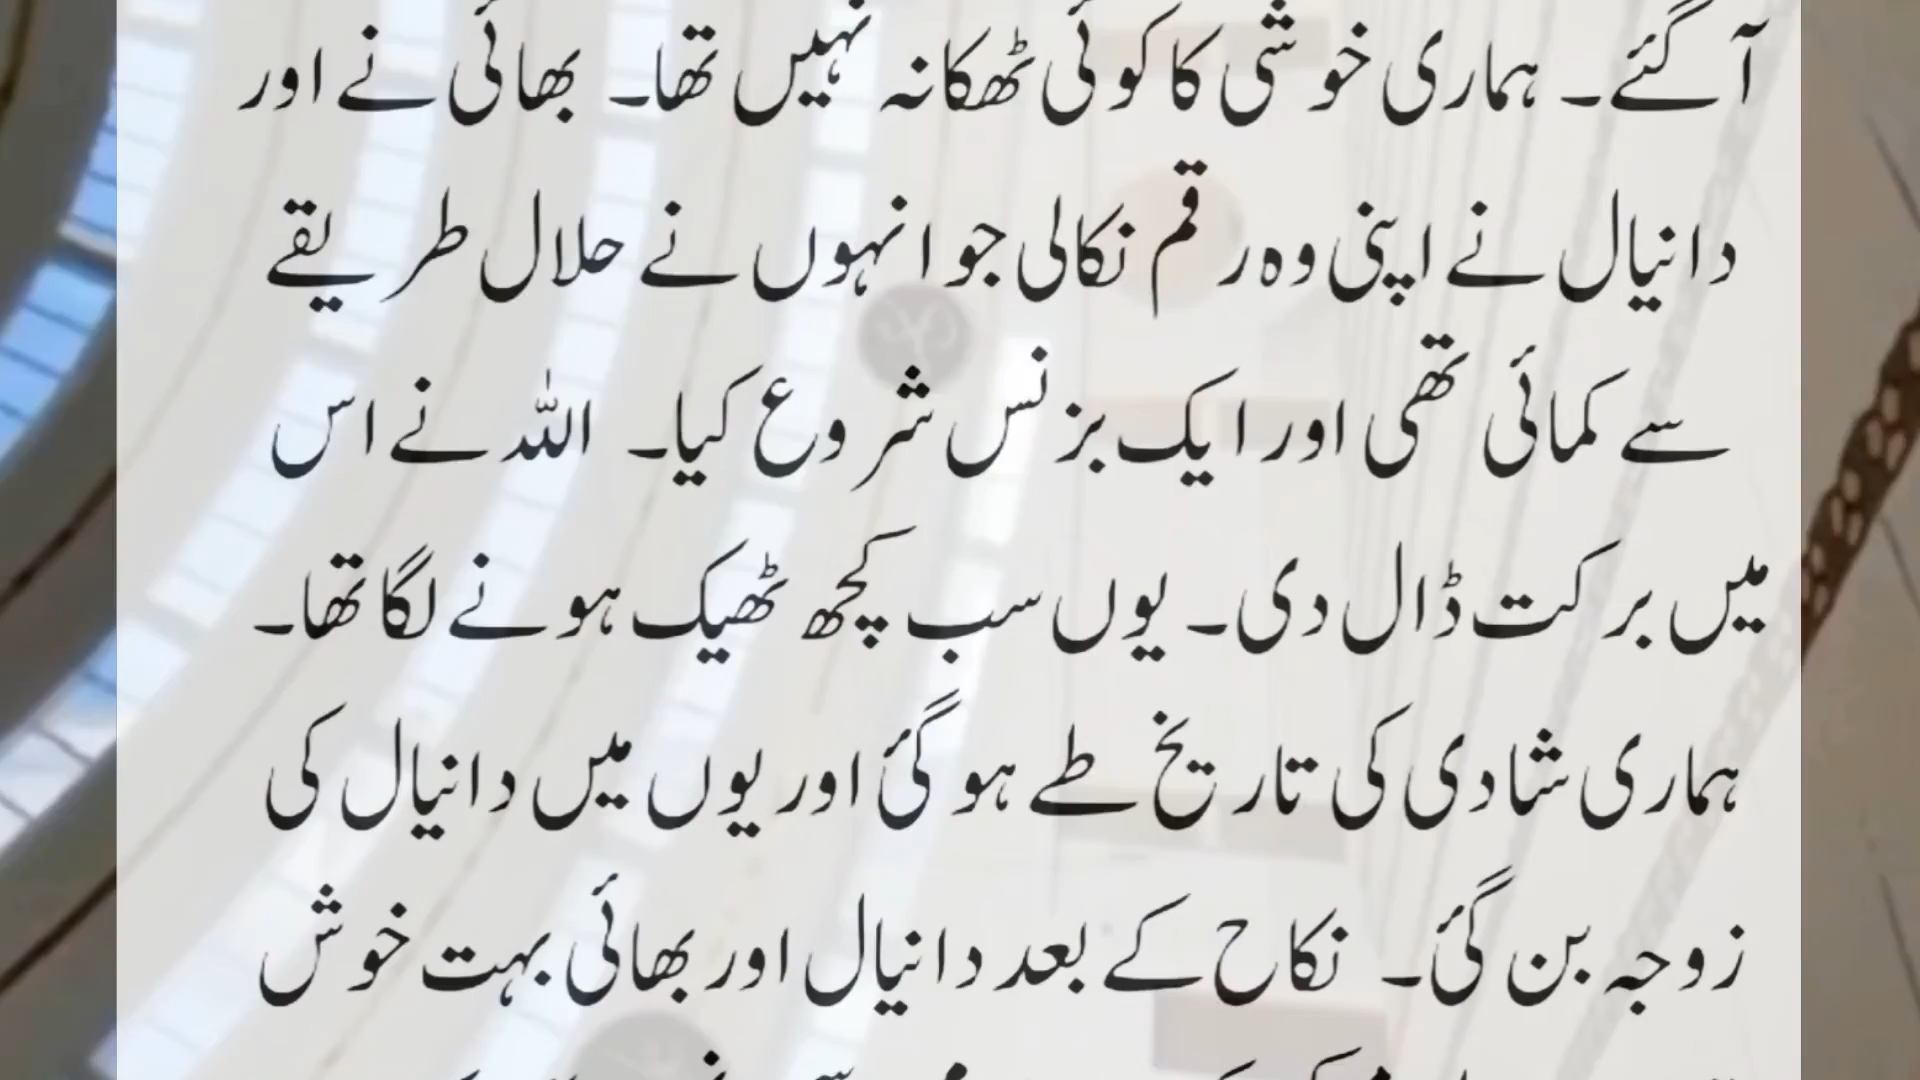 آ گئے۔ ہماری خوشی کا کوئی ٹھکانہ نہیں تھا۔ بھائی نے اور
دانیال نے اپنی وہ رقم نکالی جو انہوں نے حلال طریقے
سے کمائی تھی اور ایک بزنس شروع کیا۔ اللہ نے اس
میں برکت ڈال دی۔ یوں سب کچھ ٹھیک ہونے لگا تھا۔
ہماری شادی کی تاریخ طے ہو گئی اور یوں میں دانیال کی
زوجہ بن گئی۔ نکاح کے بعد دانیال اور بھائی بہت خوش